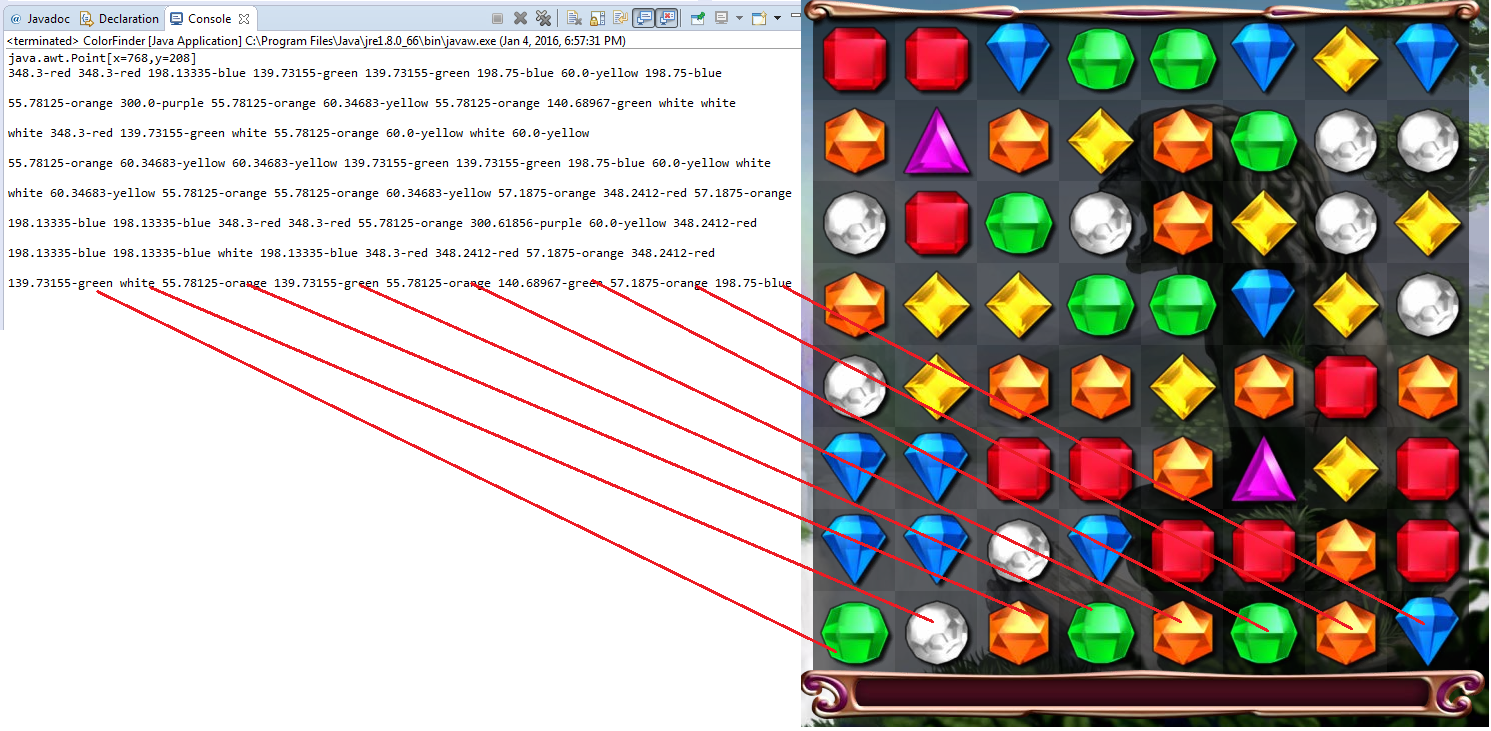 @ Javadoc Declaration Console
<terminated> ColorFinder [Java Application] C:\Program Files\Java\jre1.8.0_66\bin\javaw.exe (Jan 4, 2016, 6:57:31 PM)
java.awt.Point[x=768,y=208]
348.3-red 348.3-red 198.13335-blue 139.73155-green 139.73155-green 198.75-blue 60.0-yellow 198.75-blue
55.78125-orange 300.0-purple 55.78125-orange 60.34683-yellow 55.78125-orange 140.68967-green white white
white 348.3-red 139.73155-green white 55.78125-orange 60.0-yellow white 60.0-yellow
55.78125-orange 60.34683-yellow 60.34683-yellow 139.73155-green 139.73155-green 198.75-blue 60.0-yellow white
white 60.34683-yellow 55.78125-orange 55.78125-orange 60.34683-yellow 57.1875-orange 348.2412-red 57.1875-orange
198.13335-blue 198.13335-blue 348.3-red 348.3-red 55.78125-orange 300.61856-purple 60.0-yellow 348.2412-red
198.13335-blue 198.13335-blue white 198.13335-blue 348.3-red 348.2412-red 57.1875-orange 348.2412-red
139.73155-green white 55.78125-orange 139.73155-green 55.78125-orange 140.68967-green 57.1875-orange 198.75-blue